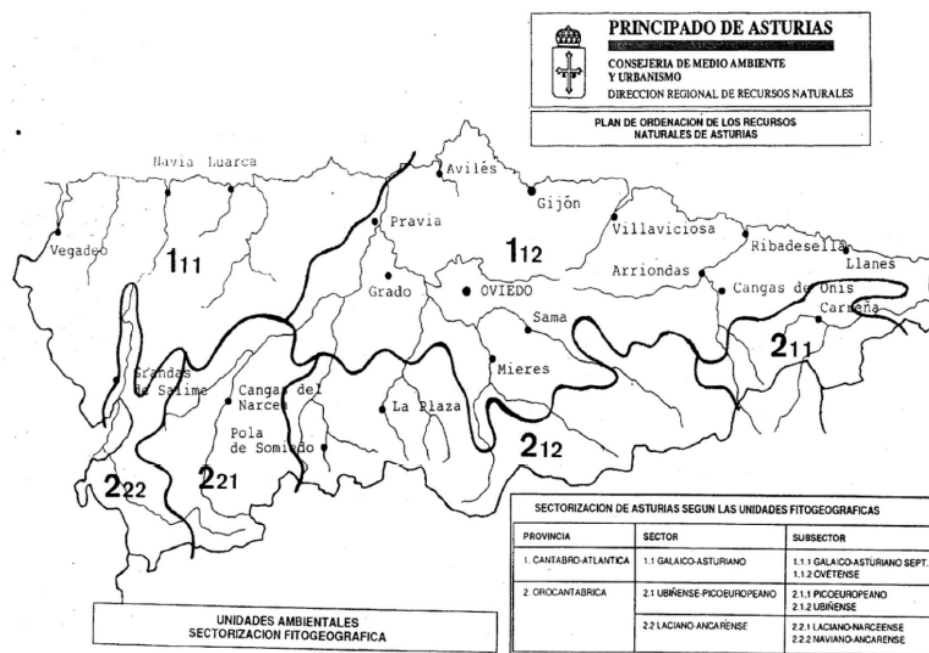 PRINCIPADO DE ASTURIAS
CONSEJERIA DE MEDIO AMBIENTE
Y URBANISMO
DIRECCION REGIONAL DE RECURSOS NATURALES
PLAN DE ORDENACION DE LOS RECURSOS
NATURALES DE ASTURIAS
Navia Luarca
Avilés
Gijón
Vegadeo
Pravia
Villaviciosa
Ribadesella
Llanes
111
112
Grado
OVIEDO
Arriondas
Cangas de Onis
Carreña
Sama
211
Mieres
Grandas
de Salime
Cangas del
Narcea
La Plaza
Pola
de Somiedo
212
222
221
SECTORIZACION DE ASTURIAS SEGUN LAS UNIDADES FITOGEOGRAFICAS
PROVINCIA SECTOR SUBSECTOR
1. CANTABRO-ATLANTICA 1.1 GALAICO-ASTURIANO 1.1.1 GALAICO-ASTURIANO SEPT.
1.1.2 OVETENSE
2. OROCANTABRICA 2.1 UBIÑENSE-PICOEUROPEANO 2.1.1 PICOEUROPEANO
2.1.2 UBIÑENSE
2.2 LACIANO-ANCARENSE 2.2.1 LACIANO-NARCEENSE
2.2.2 NAVIANO-ANCARENSE
UNIDADES AMBIENTALES
SECTORIZACION FITOGEOGRAFICA